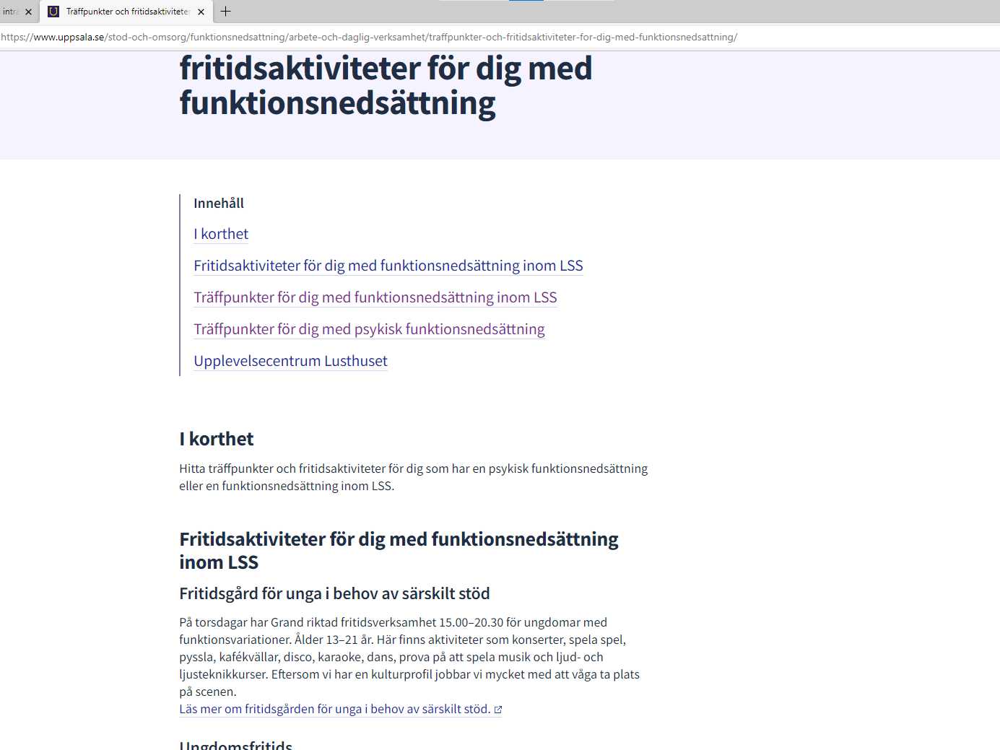 intra
Träffpunkter och fritidsaktiviteter
https://www.uppsala.se/stod-och-omsorg/funktionsnedsattning/arbete-och-daglig-verksamhet/traffpunkter-och-fritidsaktiviteter-for-dig-med-funktionsnedsattning/
fritidsaktiviteter för dig med
funktionsnedsättning
Innehåll
I korthet
Fritidsaktiviteter för dig med funktionsnedsättning inom LSS
Träffpunkter för dig med funktionsnedsättning inom LSS
Träffpunkter för dig med psykisk funktionsnedsättning
Upplevelsecentrum Lusthuset
I korthet
Hitta träffpunkter och fritidsaktiviteter för dig som har en psykisk funktionsnedsättning
eller en funktionsnedsättning inom LSS.
Fritidsaktiviteter för dig med funktionsnedsättning
inom LSS
Fritidsgård för unga i behov av särskilt stöd
På torsdagar har Grand riktad fritidsverksamhet 15.00–20.30 för ungdomar med
funktionsvariationer. Ålder 13–21 år. Här finns aktiviteter som konserter, spela spel,
pyssla, kafékvällar, disco, karaoke, dans, prova på att spela musik och ljud- och
ljusteknikkurser. Eftersom vi har en kulturprofil jobbar vi mycket med att våga ta plats
på scenen.
Läs mer om fritidsgården för unga i behov av särskilt stöd.
Ungdomsfritids